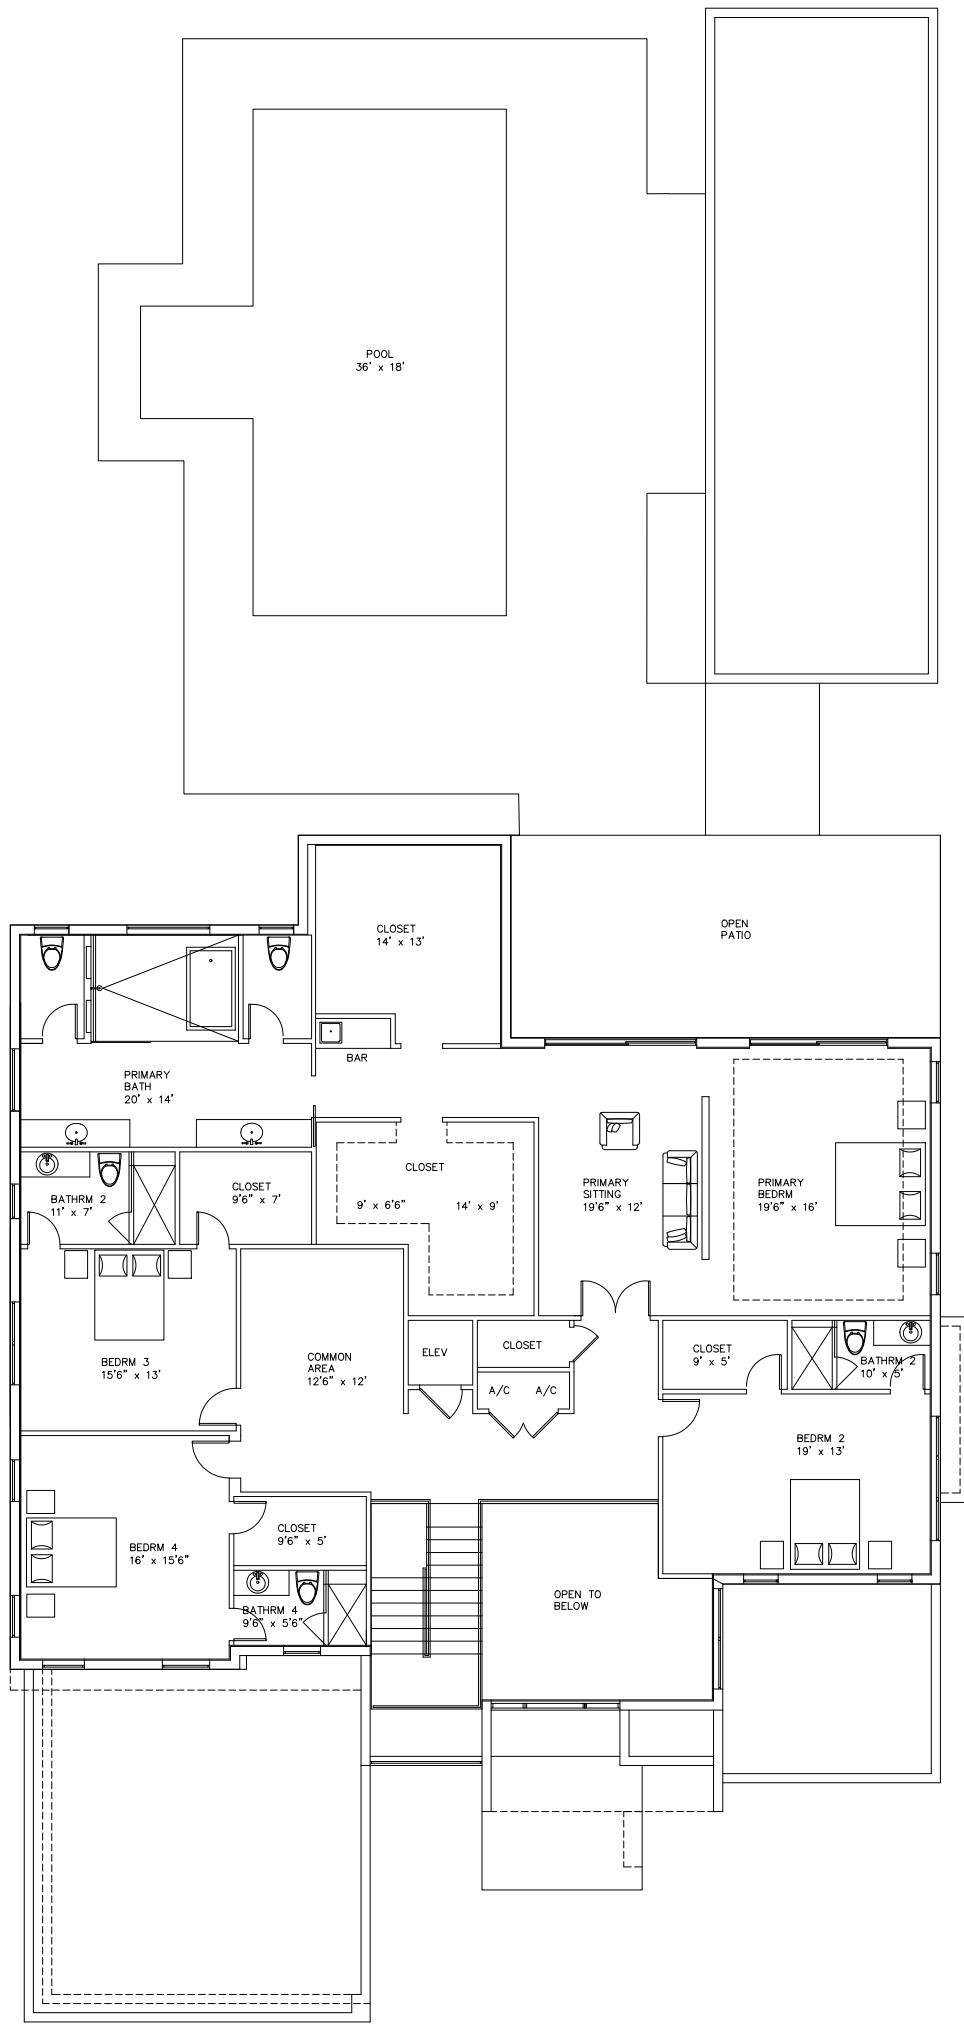 POOL
36' x 18'
OPEN
PATIO
CLOSET
14' x 13'
BAR
PRIMARY
BATH
20' x 14'
CLOSET
9' x 6'6"
14' x 9'
PRIMARY
SITTING
19'6" x 12'
PRIMARY
BEDRM
19'6" x 16'
BATHRM 2
11' x 7'
CLOSET
9'6" x 7'
BEDRM 3
15'6" x 13'
COMMON
AREA
12'6" x 12'
ELEV
CLOSET
A/C
A/C
CLOSET
9' x 5'
BATHRM 2
10' x 5'
BEDRM 2
19' x 13'
BEDRM 4
16' x 15'6"
CLOSET
9'6" x 5'
BATHRM 4
9'6" x 5'6"
OPEN TO
BELOW